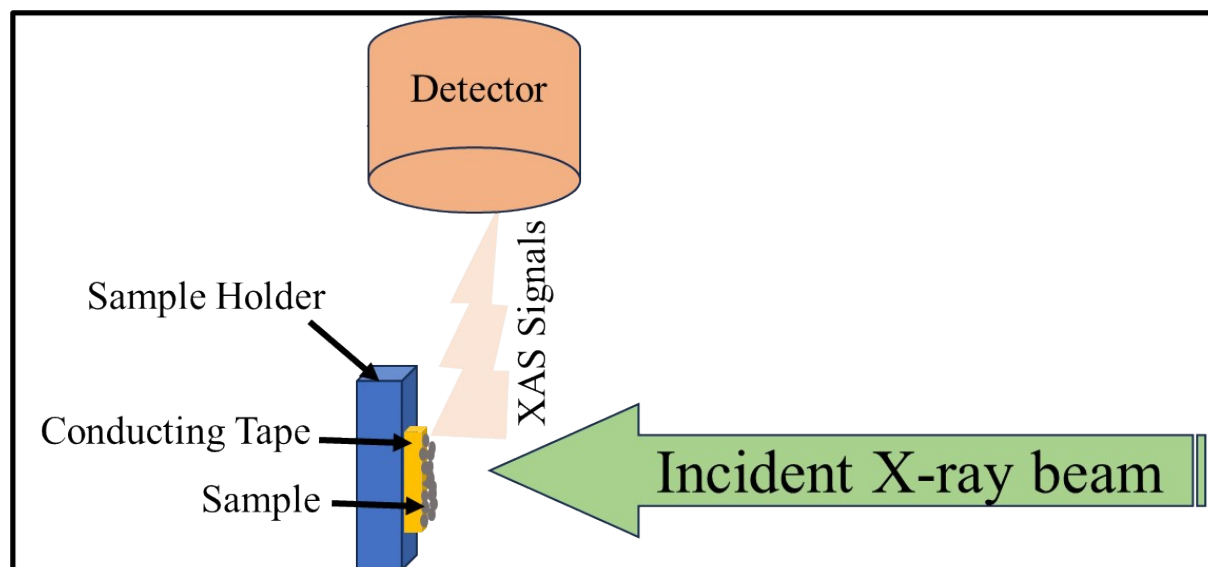 Detector
XAS Signals
Sample Holder
Conducting Tape
Incident X-ray beam
Sample